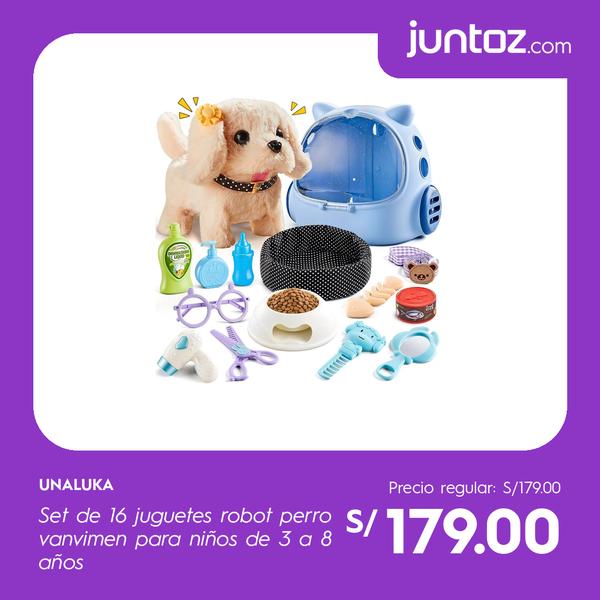 juntoz.com
UNALUKA
Set de 16 juguetes robot perro
vanvimen para niños de 3 a 8
años
Precio regular: S/179.00
S/179.00